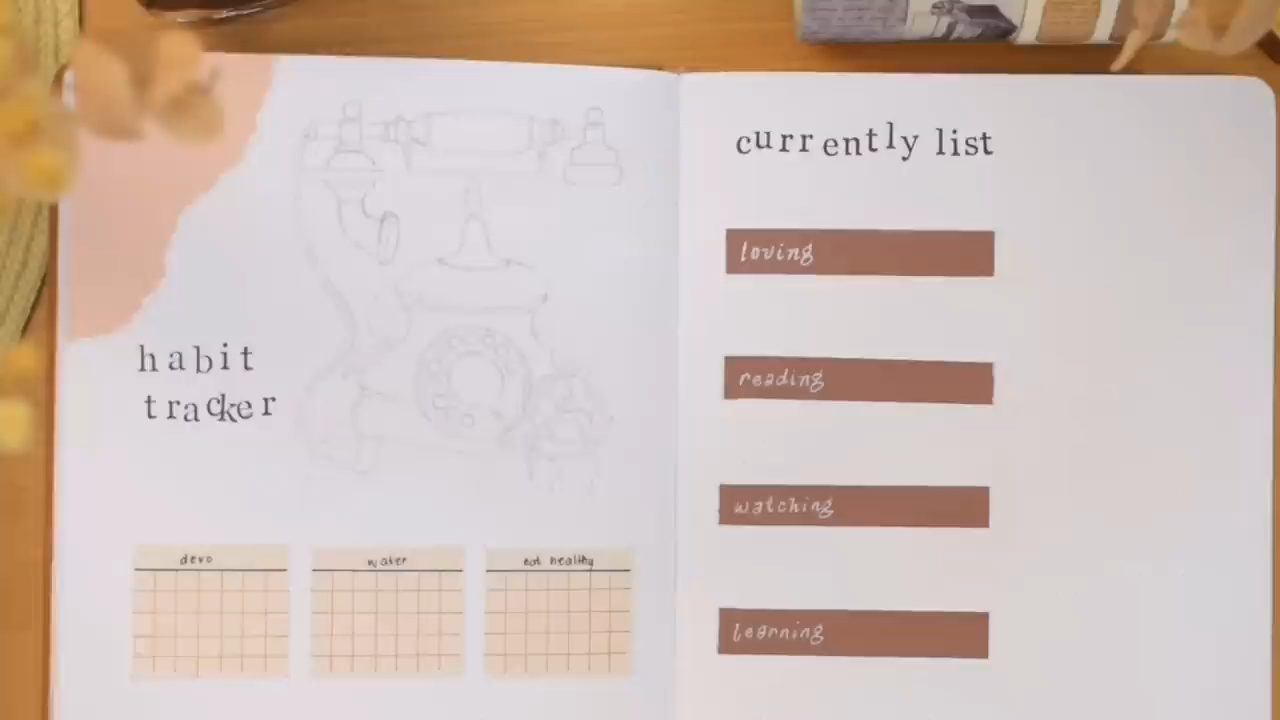 habit
tracker
devo
water
eat healthy
currently list
loving
reading
watching
learning